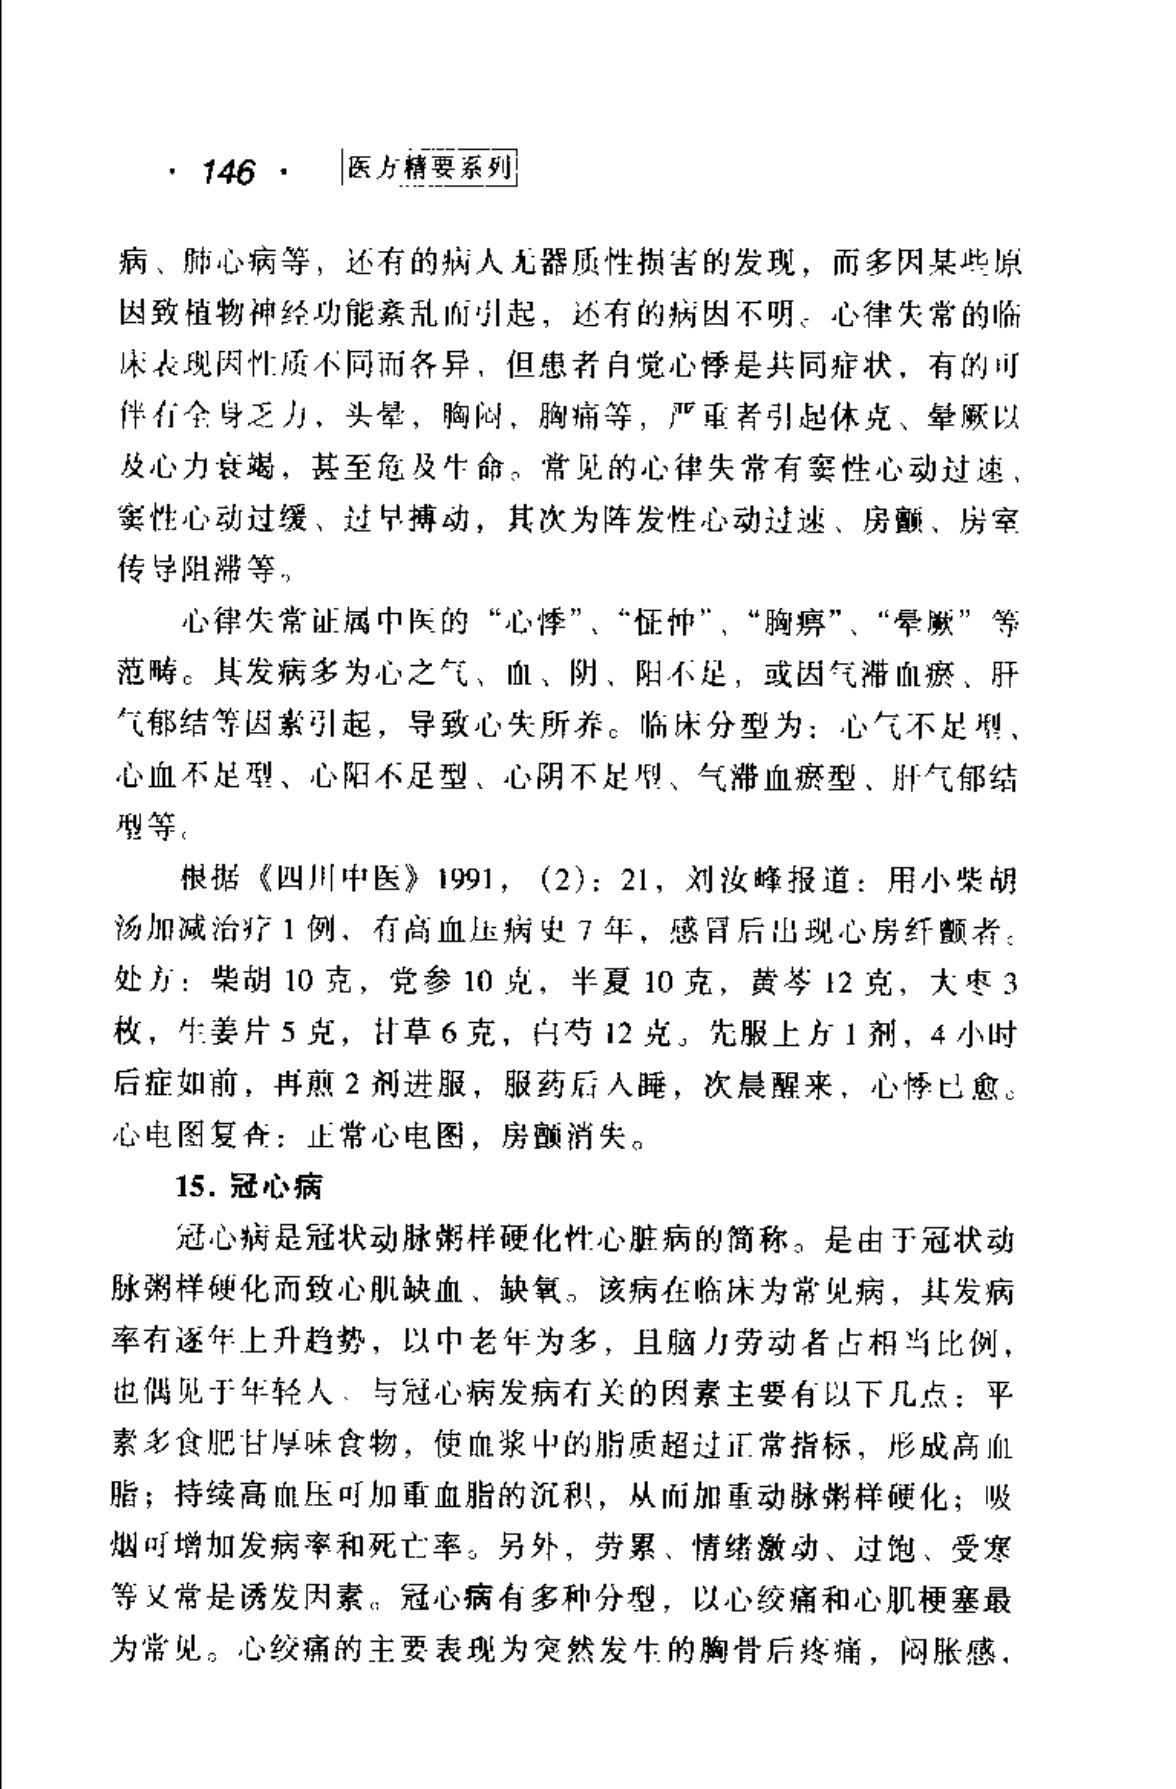 · 146 · 医方精要系列
病、肺心病等，还有的病人无器质性损害的发现，而多因某些原
因致植物神经功能紊乱而引起，还有的病因不明。心律失常的临
床表现因性质不同而各异，但患者自觉心悸是共同症状，有的可
伴有全身乏力，头晕，胸闷，胸痛等，严重者引起休克、晕厥以
及心力衰竭，甚至危及生命。常见的心律失常有窦性心动过速、
窦性心动过缓、过早搏动，其次为阵发性心动过速、房颤、房室
传导阻滞等。
心律失常证属中医的“心悸”、“怔忡”、“胸痹”、“晕厥”等
范畴。其发病多为心之气、血、阴、阳不足，或因气滞血瘀、肝
气郁结等因素引起，导致心失所养。临床分型为：心气不足型、
心血不足型、心阳不足型、心阴不足型、气滞血瘀型、肝气郁结
型等。
根据《四川中医》1991，（2）：21，刘汝峰报道：用小柴胡
汤加减治疗 1 例，有高血压病史 7 年，感冒后出现心房纤颤者。
处方：柴胡 10 克，党参 10 克，半夏 10 克，黄芩 12 克，大枣 3
枚，生姜片 5 克，甘草 6 克，白芍 12 克。先服上方 1 剂，4 小时
后症如前，再煎 2 剂进服，服药后入睡，次晨醒来，心悸已愈。
心电图复查：正常心电图，房颤消失。
15. 冠心病
冠心病是冠状动脉粥样硬化性心脏病的简称。是由于冠状动
脉粥样硬化而致心肌缺血、缺氧。该病在临床为常见病，其发病
率有逐年上升趋势，以中老年为多，且脑力劳动者占相当比例，
也偶见于年轻人、与冠心病发病有关的因素主要有以下几点：平
素多食肥甘厚味食物，使血浆中的脂质超过正常指标，形成高血
脂；持续高血压可加重血脂的沉积，从而加重动脉粥样硬化；吸
烟可增加发病率和死亡率。另外，劳累、情绪激动、过饱、受寒
等又常是诱发因素。冠心病有多种分型，以心绞痛和心肌梗塞最
为常见。心绞痛的主要表现为突然发生的胸骨后疼痛，闷胀感，